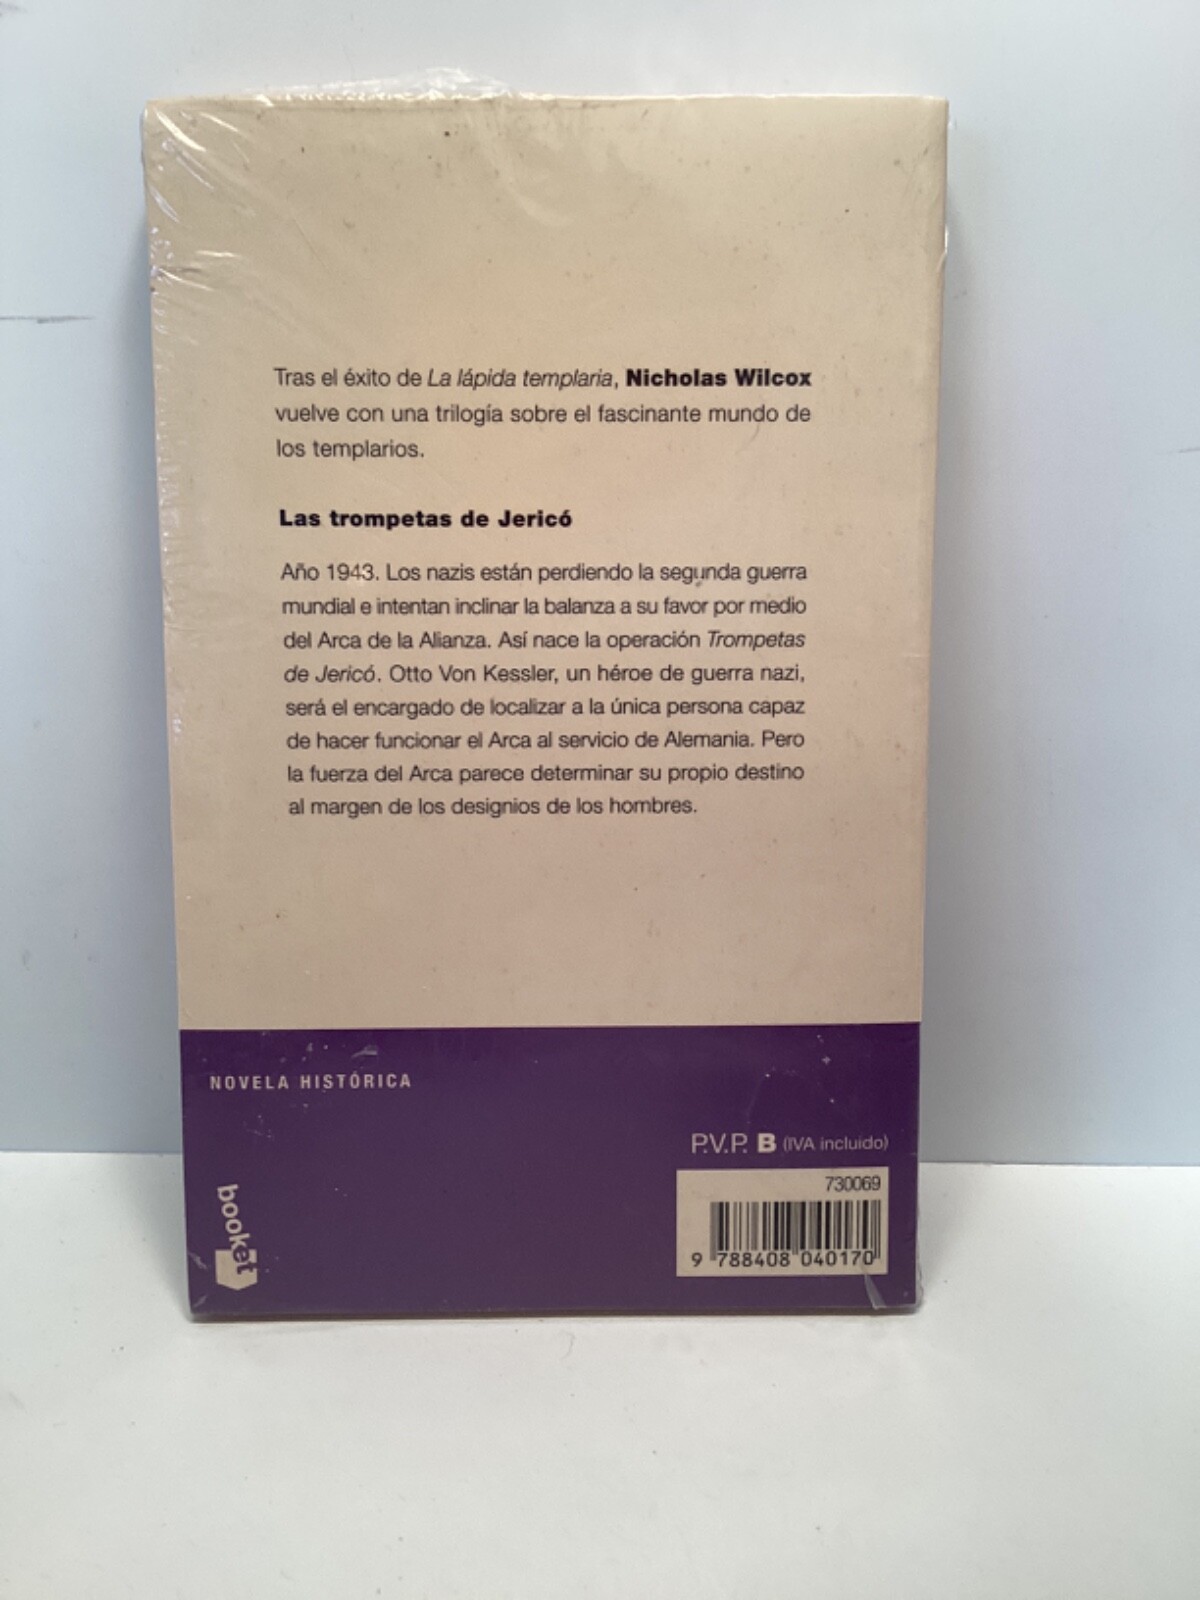 Tras el éxito de La lápida templaria, Nicholas Wilcox
vuelve con una trilogía sobre el fascinante mundo de
los templarios.
Las trompetas de Jericó
Año 1943. Los nazis están perdiendo la segunda guerra
mundial e intentan inclinar la balanza a su favor por medio
del Arca de la Alianza. Así nace la operación Trompetas
de Jericó. Otto Von Kessler, un héroe de guerra nazi,
será el encargado de localizar a la única persona capaz
de hacer funcionar el Arca al servicio de Alemania. Pero
la fuerza del Arca parece determinar su propio destino
al margen de los designios de los hombres.
NOVELA HISTÓRICA
P.V.P. B (IVA incluido)
730069
9 788408 040170
booket